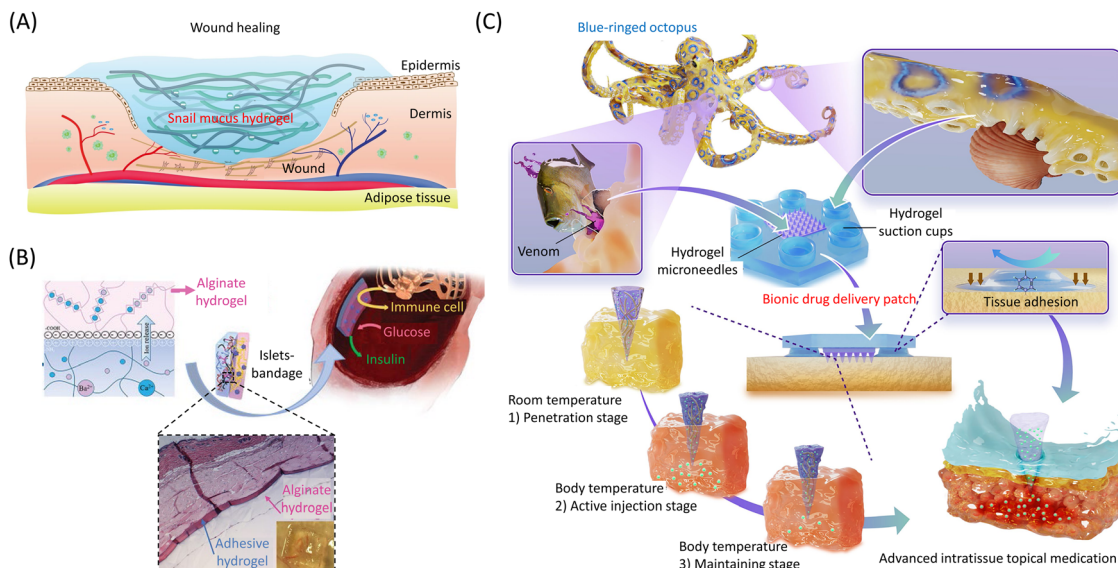 (A)
Wound healing
Epidermis
Snail mucus hydrogel
Dermis
Wound
Adipose tissue
(B)
Alginate
hydrogel
-COOH
Ion release
Ba2+
Ca2+
Immune cell
Glucose
Insulin
Islets-
bandage
Alginate
hydrogel
Adhesive
hydrogel
(C)
Blue-ringed octopus
Venom
Hydrogel
microneedles
Hydrogel
suction cups
Bionic drug delivery patch
Tissue adhesion
Room temperature
1) Penetration stage
Body temperature
2) Active injection stage
Body temperature
3) Maintaining stage
Advanced intratissue topical medication